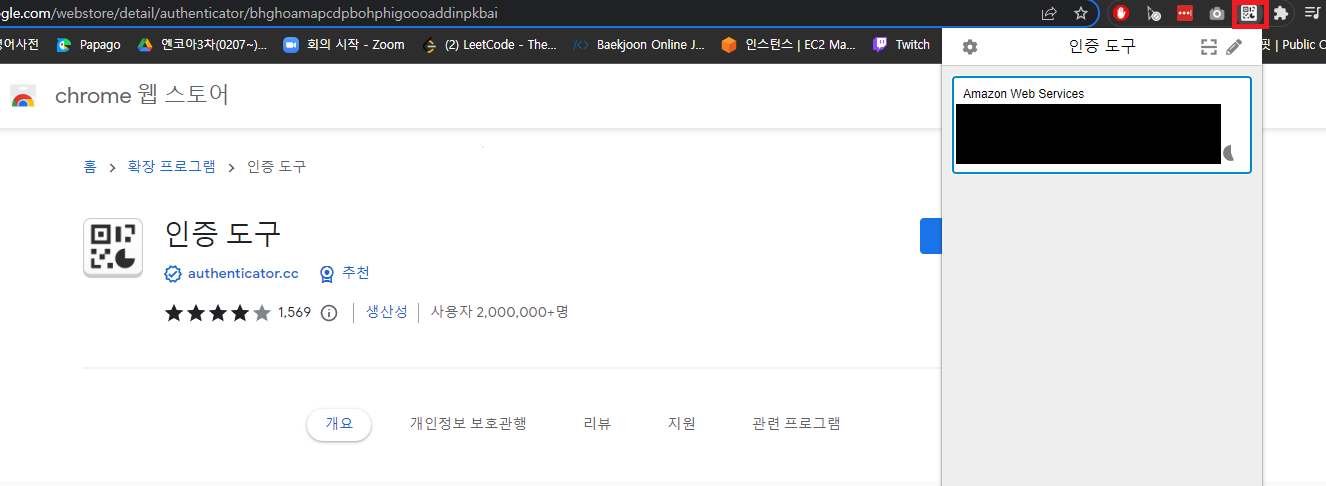 gle.com/webstore/detail/authenticator/bhghoamapcdpbohphigoooaddinpkbai
영어사전 Papago 엔코아3차(0207~)... 회의 시작 - Zoom (2) LeetCode - The... Baekjoon Online J... 인스턴스 | EC2 Ma... Twitch 핏 | Public
인증 도구
Amazon Web Services
chrome 웹 스토어
홈 > 확장 프로그램 > 인증 도구
인증 도구
authenticator.cc 추천
1,569 생산성 사용자 2,000,000+명
개요 개인정보 보호관행 리뷰 지원 관련 프로그램